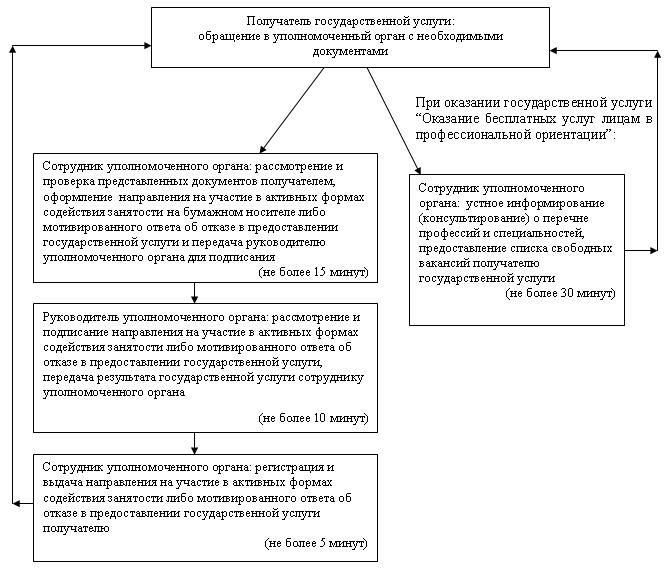 Получатель государственной услуги:
обращение в уполномоченный орган с необходимыми
документами
При оказании государственной услуги
“Оказание бесплатных услуг лицам в
профессиональной ориентации”:
Сотрудник уполномоченного органа: рассмотрение и
проверка представленных документов получателем,
оформление направления на участие в активных формах
содействия занятости на бумажном носителе либо
мотивированного ответа об отказе в предоставлении
государственной услуги и передача руководителю
уполномоченного органа для подписания
(не более 15 минут)
Сотрудник уполномоченного
органа: устное информирование
(консультирование) о перечне
профессий и специальностей,
предоставление списка свободных
вакансий получателю
государственной услуги
(не более 30 минут)
Руководитель уполномоченного органа: рассмотрение и
подписание направления на участие в активных формах
содействия занятости либо мотивированного ответа об
отказе в предоставлении государственной услуги,
передача результата государственной услуги сотруднику
уполномоченного органа
(не более 10 минут)
Сотрудник уполномоченного органа: регистрация и
выдача направления на участие в активных формах
содействия занятости либо мотивированного ответа об
отказе в предоставлении государственной услуги
получателю
(не более 5 минут)